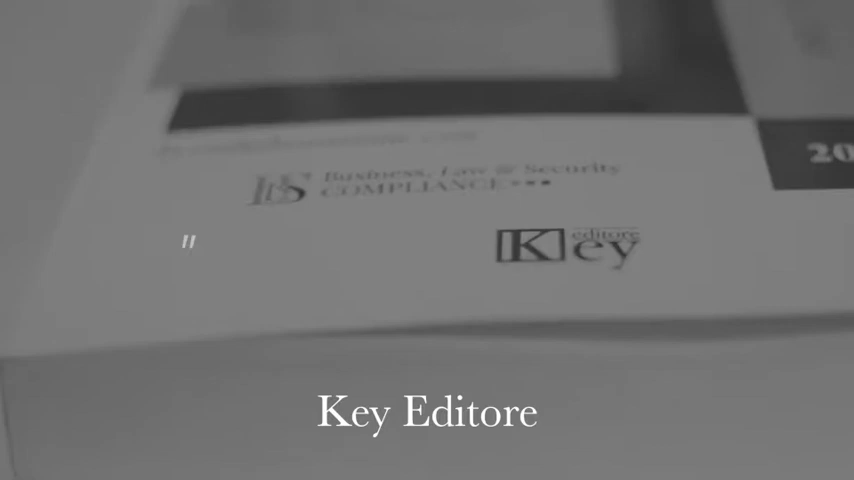 20
Business, Law & Security
COMPLIANCE
"
editore
Key
Key Editore